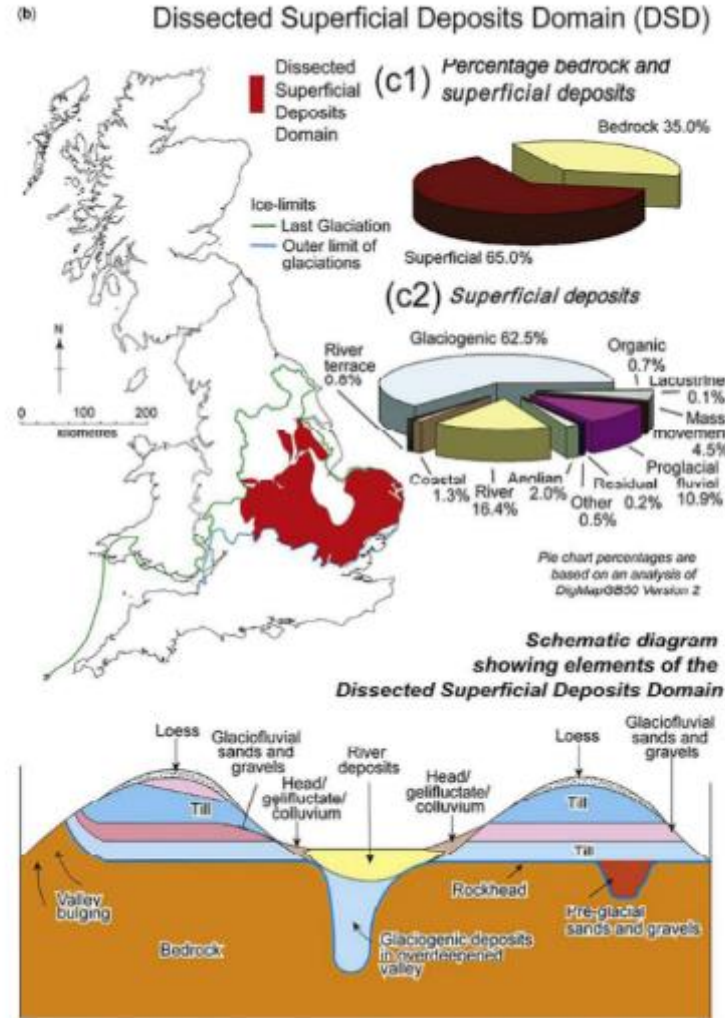 (b)
Dissected Superficial Deposits Domain (DSD)
Dissected
Superficial
Deposits
Domain
(c1) Percentage bedrock and
superficial deposits
Bedrock 35.0%
Superficial 65.0%
Ice-limits
Last Glaciation
Outer limit of
glaciations
N
0 100 200
kilometres
(c2) Superficial deposits
Glaciogenic 62.5%
River
terrace
0.8%
Organic
0.7%
Lacustrine
0.1%
Mass
movement
4.5%
Proglacial
fluvial
10.9%
Coastal
1.3%
River
16.4%
Aeolian
2.0%
Other
0.5%
Residual
0.2%
Pie chart percentages are
based on an analysis of
DigMapGB50 Version 2
Schematic diagram
showing elements of the
Dissected Superficial Deposits Domain
Loess
Glaciofluvial
sands and
gravels
River
deposits
Loess
Glaciofluvial
sands and
gravels
Head/
gelifluctate/
colluvium
Head/
gelifluctate/
colluvium
Till
Till
Till
Rockhead
Valley
bulging
Pre-glacial
sands and gravels
Bedrock
Glaciogenic deposits
in overdeepened
valley